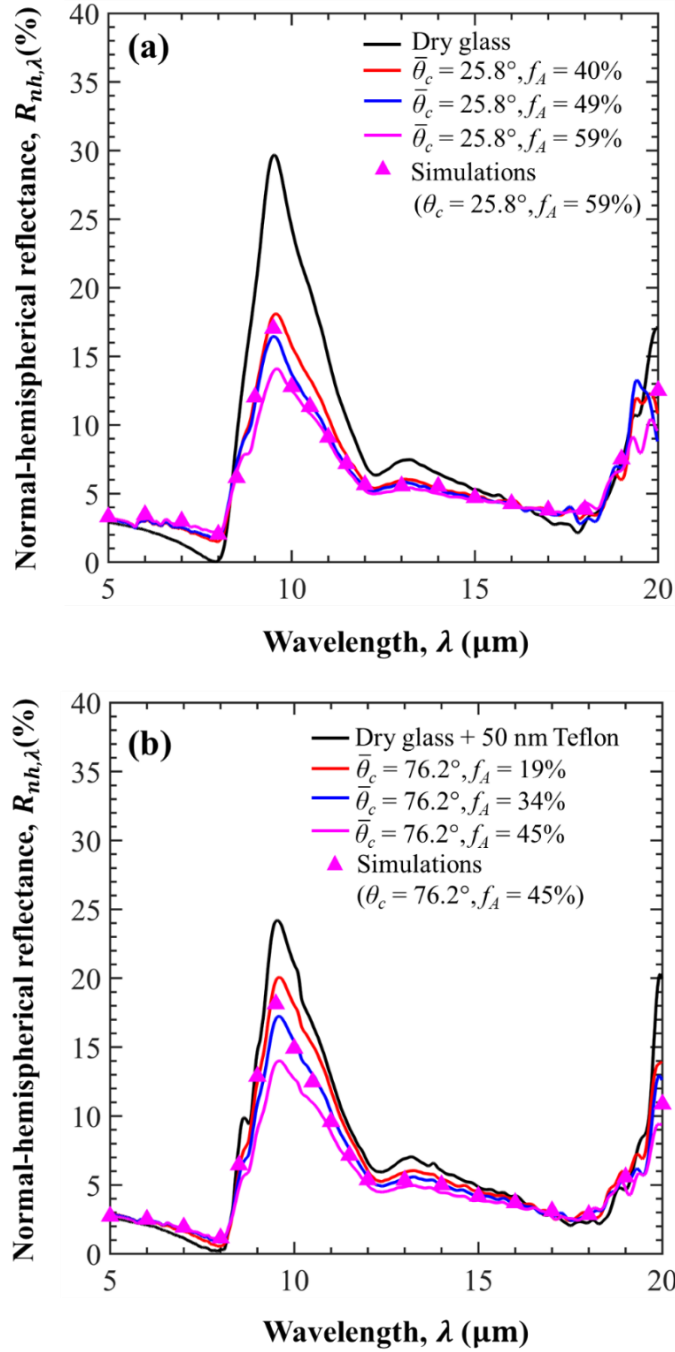 (a)
Dry glass
θ̅c = 25.8°, fA = 40%
θ̅c = 25.8°, fA = 49%
θ̅c = 25.8°, fA = 59%
Simulations
(θc = 25.8°, fA = 59%)
Normal-hemispherical reflectance, Rnh,λ(%)
40
35
30
25
20
15
10
5
0
5 10 15 20
Wavelength, λ (μm)
(b)
Dry glass + 50 nm Teflon
θ̅c = 76.2°, fA = 19%
θ̅c = 76.2°, fA = 34%
θ̅c = 76.2°, fA = 45%
Simulations
(θc = 76.2°, fA = 45%)
Normal-hemispherical reflectance, Rnh,λ(%)
40
35
30
25
20
15
10
5
0
5 10 15 20
Wavelength, λ (μm)